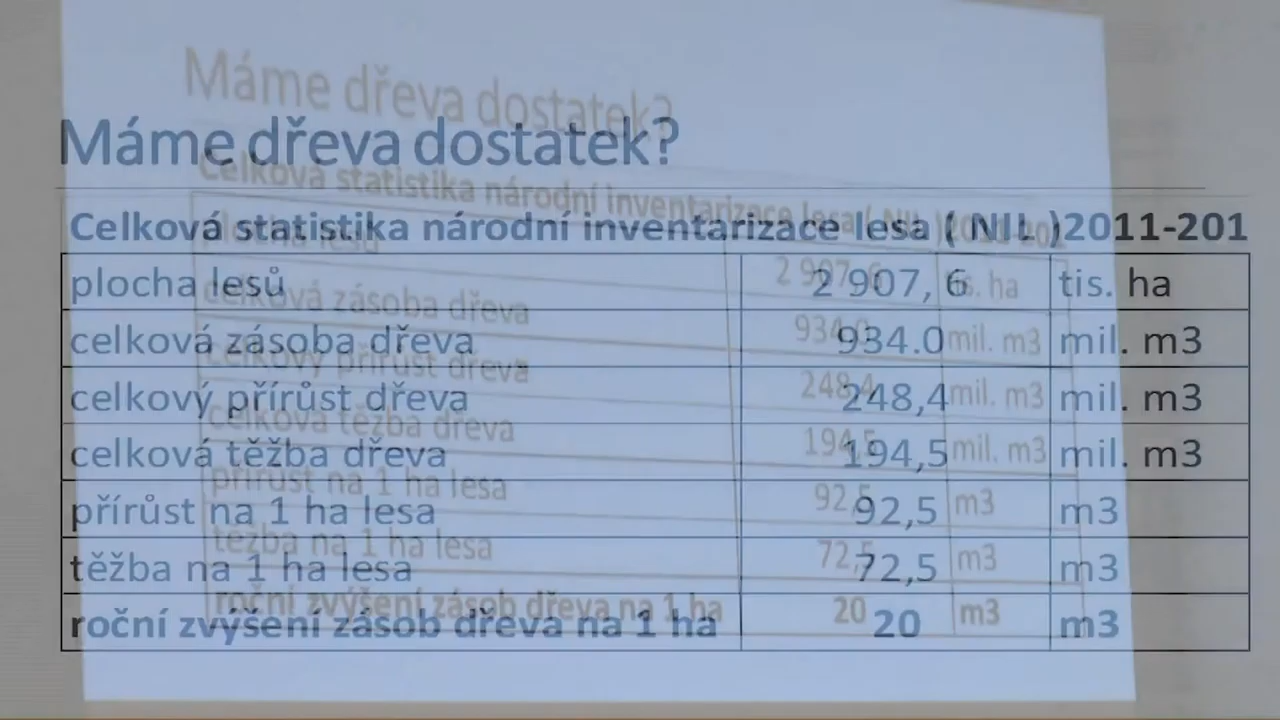 Máme dřeva dostatek?
Celková statistika národní inventarizace lesa ( NIL )2011-201
plocha lesů 2 907, 6 tis. ha
celková zásoba dřeva 934.0 mil. m3
celkový přírůst dřeva 248,4 mil. m3
celková těžba dřeva 194,5 mil. m3
přírůst na 1 ha lesa 92,5 m3
těžba na 1 ha lesa 72,5 m3
roční zvýšení zásob dřeva na 1 ha 20 m3